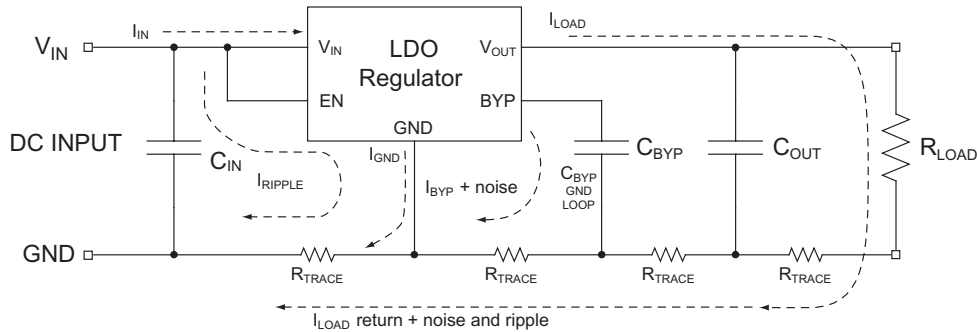 I_IN
I_LOAD
V_IN
V_IN
LDO
Regulator
V_OUT
EN
BYP
GND
DC INPUT
C_IN
I_RIPPLE
I_GND
I_BYP + noise
C_BYP
GND
LOOP
C_BYP
C_OUT
R_LOAD
GND
R_TRACE
R_TRACE
R_TRACE
R_TRACE
I_LOAD return + noise and ripple